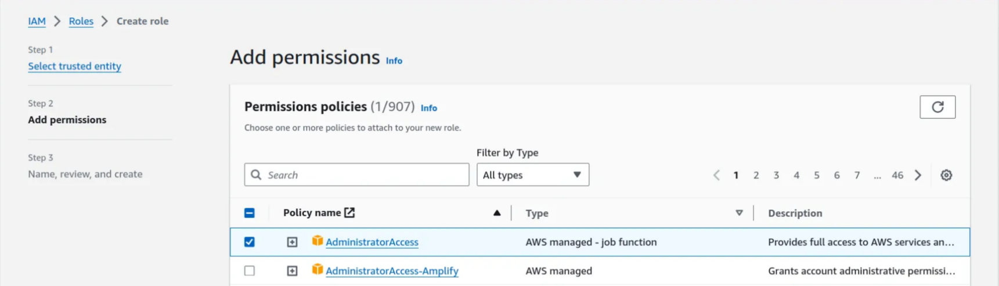 IAM > Roles > Create role
Step 1
Select trusted entity
Step 2
Add permissions
Step 3
Name, review, and create
Add permissions Info
Permissions policies (1/907) Info
Choose one or more policies to attach to your new role.
Filter by Type
Search All types 1 2 3 4 5 6 7 ... 46
Policy name Type Description
AdministratorAccess AWS managed - job function Provides full access to AWS services an...
AdministratorAccess-Amplify AWS managed Grants account administrative permissi...